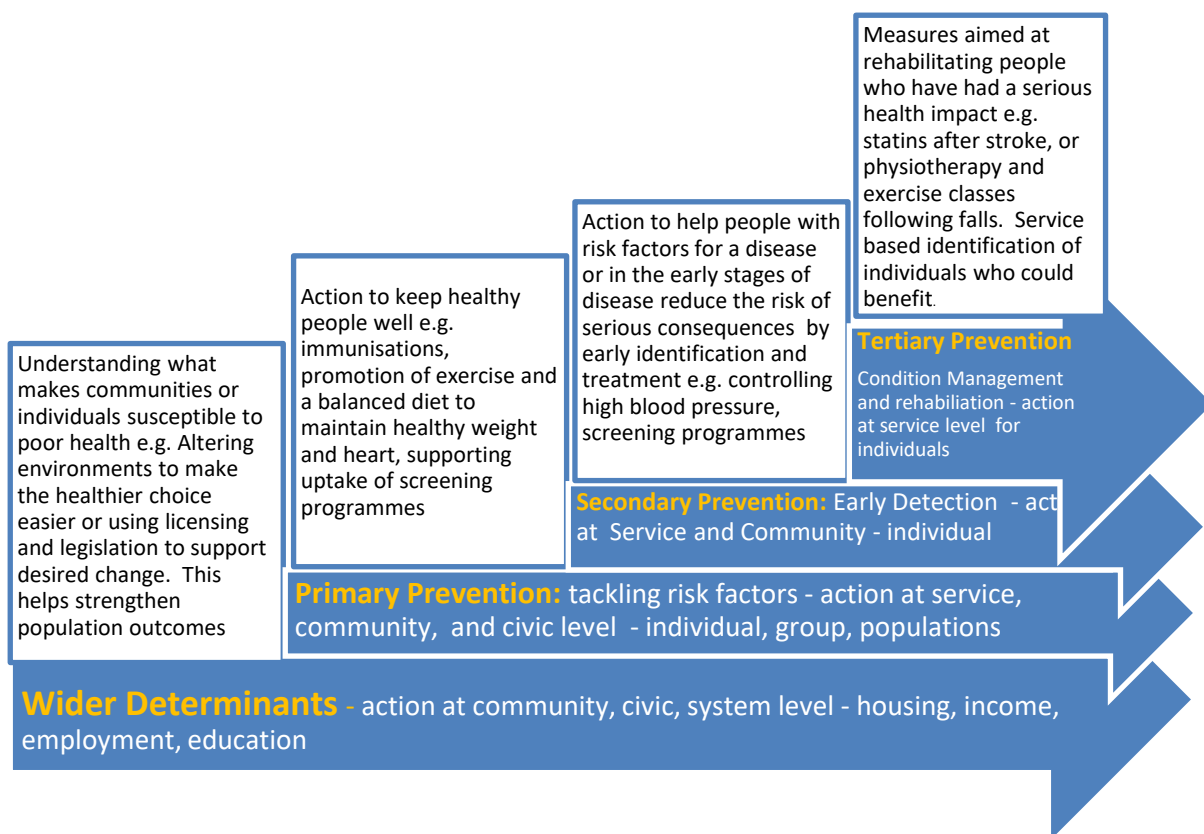 Understanding what
makes communities or
individuals susceptible to
poor health e.g. Altering
environments to make
the healthier choice
easier or using licensing
and legislation to support
desired change.  This
helps strengthen
population outcomes
Wider Determinants - action at community, civic, system level - housing, income,
employment, education
Action to keep healthy
people well e.g.
immunisations,
promotion of exercise and
a balanced diet to
maintain healthy weight
and heart, supporting
uptake of screening
programmes
Primary Prevention: tackling risk factors - action at service,
community,  and civic level  - individual, group, populations
Action to help people with
risk factors for a disease
or in the early stages of
disease reduce the risk of
serious consequences  by
early identification and
treatment e.g. controlling
high blood pressure,
screening programmes
Secondary Prevention: Early Detection  - act
at  Service and Community - individual
Measures aimed at
rehabilitating people
who have had a serious
health impact e.g.
statins after stroke, or
physiotherapy and
exercise classes
following falls.  Service
based identification of
individuals who could
benefit.
Tertiary Prevention
Condition Management
and rehabiliation - action
at service level  for
individuals